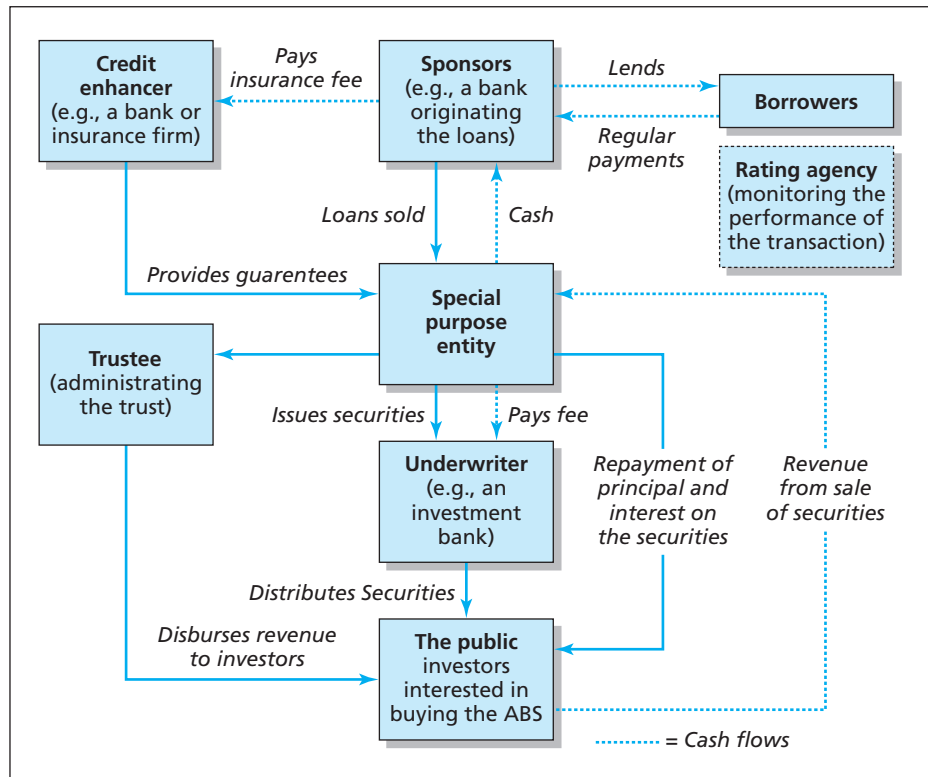 Credit
enhancer
(e.g., a bank or
insurance firm)
Pays
insurance fee
Sponsors
(e.g., a bank
originating
the loans)
Lends
Borrowers
Regular
payments
Rating agency
(monitoring the
performance of
the transaction)
Loans sold
Cash
Provides guarentees
Special
purpose
entity
Trustee
(administrating
the trust)
Issues securities
Pays fee
Underwriter
(e.g., an
investment
bank)
Repayment of
principal and
interest on
the securities
Revenue
from sale
of securities
Distributes Securities
Disburses revenue
to investors
The public
investors
interested in
buying the ABS
= Cash flows